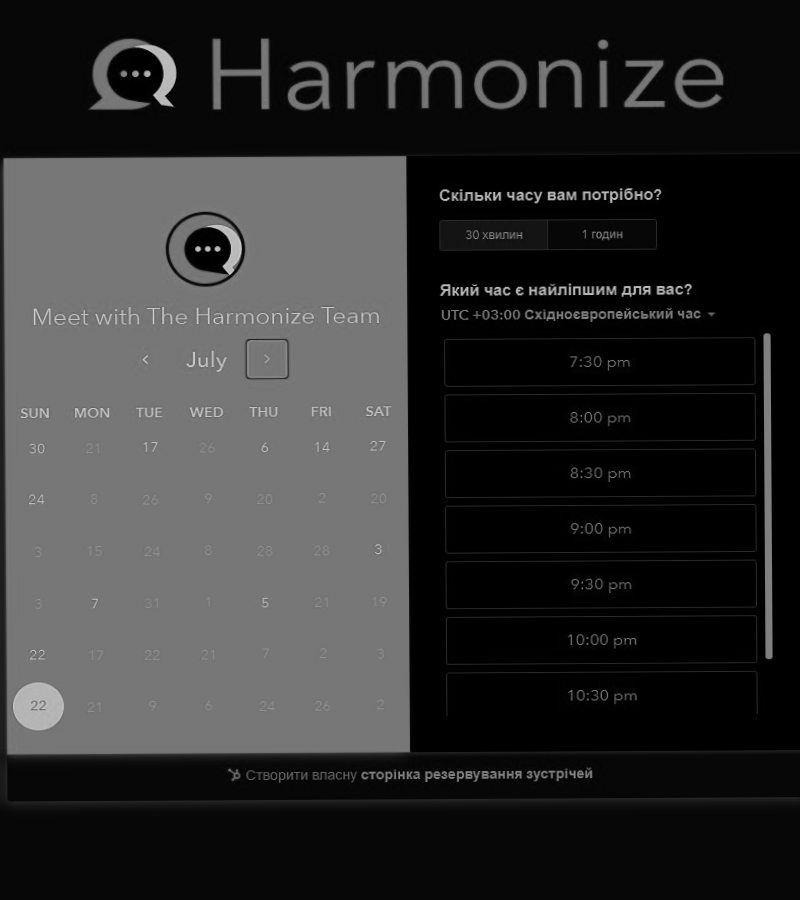 Harmonize
Meet with The Harmonize Team
July
SUN MON TUE WED THU FRI SAT
30 21 17 26 6 14 27
24 8 26 9 20 2 20
3 15 24 8 28 28 3
3 7 31 1 5 21 19
22 17 22 21 7 2 3
22 21 9 6 24 26 2
Скільки часу вам потрібно?
30 хвилин 1 годин
Який час є найліпшим для вас?
UTC +03:00 Східноєвропейський час
7:30 pm
8:00 pm
8:30 pm
9:00 pm
9:30 pm
10:00 pm
10:30 pm
Створити власну сторінка резервування зустрічей